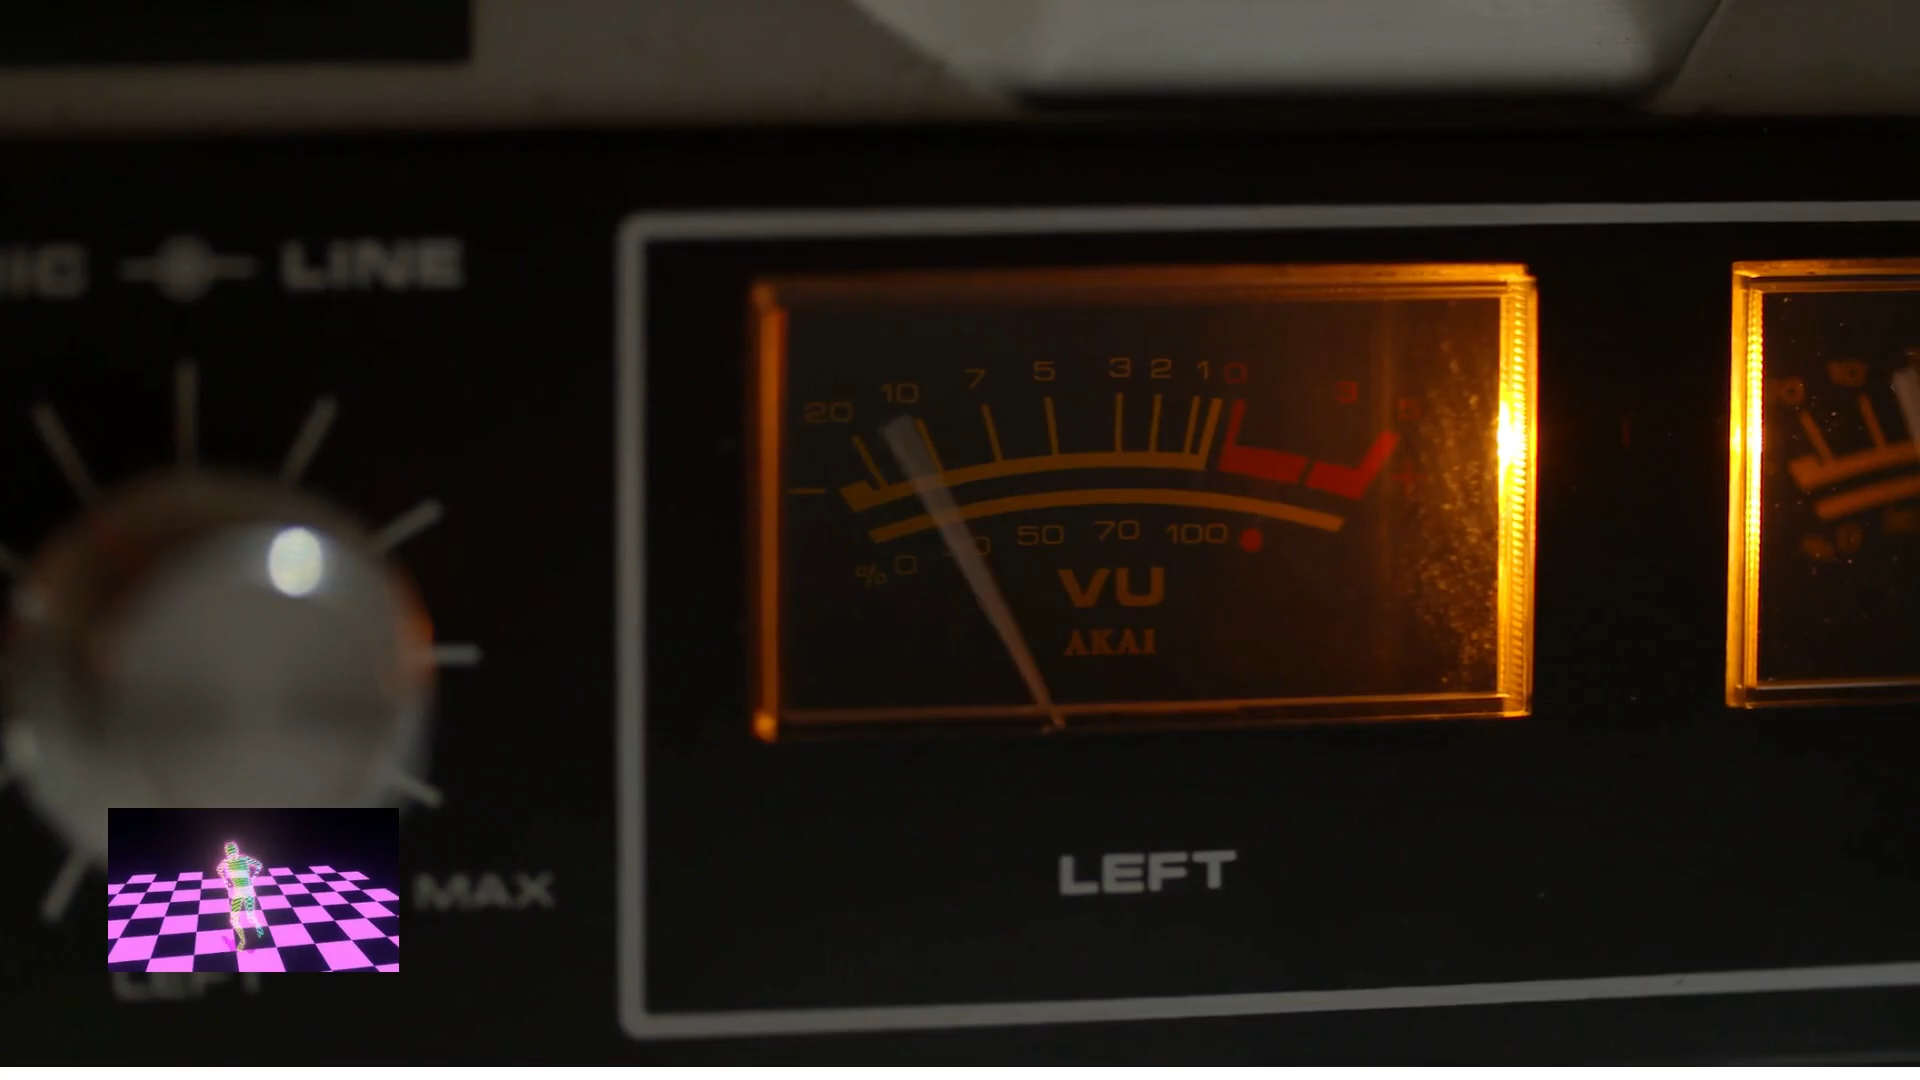 LINE
20 10 7 5 3 2 1 0 3
% 0 50 70 100
VU
AKAI
MAX
LEFT
LEFT